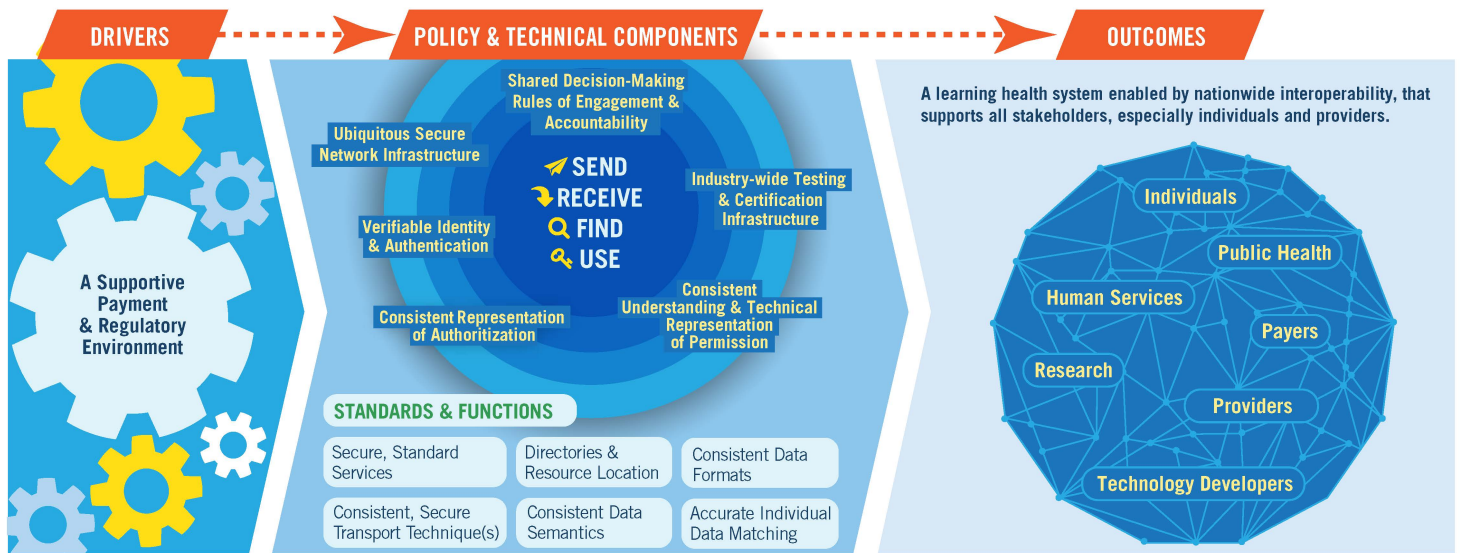 DRIVERS
POLICY & TECHNICAL COMPONENTS
OUTCOMES
A Supportive
Payment
& Regulatory
Environment
Shared Decision-Making
Rules of Engagement &
Accountability
Ubiquitous Secure
Network Infrastructure
SEND
RECEIVE
FIND
USE
Industry-wide Testing
& Certification
Infrastructure
Verifiable Identity
& Authentication
Consistent
Understanding & Technical
Representation
of Permission
Consistent Representation
of Authoritization
STANDARDS & FUNCTIONS
Secure, Standard
Services
Directories &
Resource Location
Consistent Data
Formats
Consistent, Secure
Transport Technique(s)
Consistent Data
Semantics
Accurate Individual
Data Matching
A learning health system enabled by nationwide interoperability, that
supports all stakeholders, especially individuals and providers.
Individuals
Public Health
Human Services
Payers
Research
Providers
Technology Developers